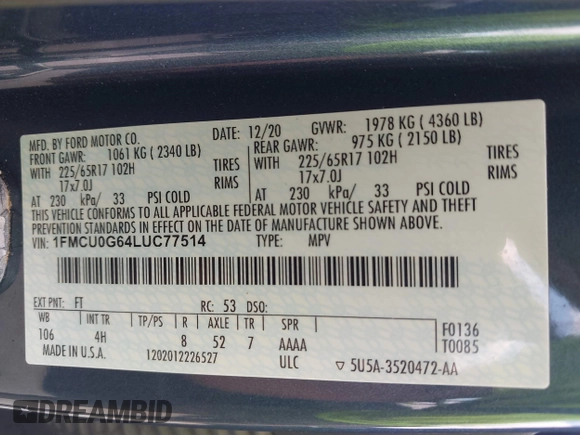 MFD. BY FORD MOTOR CO. DATE: 12/20 GVWR: 1978 KG ( 4360 LB)
FRONT GAWR: 1061 KG ( 2340 LB) REAR GAWR: 975 KG ( 2150 LB)
WITH 225/65R17 102H TIRES WITH 225/65R17 102H TIRES
17x7.0J RIMS 17x7.0J RIMS
AT 230 kPa/ 33 PSI COLD AT 230 kPa/ 33 PSI COLD
THIS VEHICLE CONFORMS TO ALL APPLICABLE FEDERAL MOTOR VEHICLE SAFETY AND THEFT
PREVENTION STANDARDS IN EFFECT ON THE DATE OF MANUFACTURE SHOWN ABOVE.
VIN: 1FMCU0G64LUC77514 TYPE: MPV
EXT PNT: FT RC: 53 DSO:
WB INT TR TP/PS R AXLE TR SPR F0136
106 4H 8 52 7 AAAA T0085
MADE IN U.S.A. 1202012226527 ULC ▽ 5U5A-3520472-AA
DREAMBID